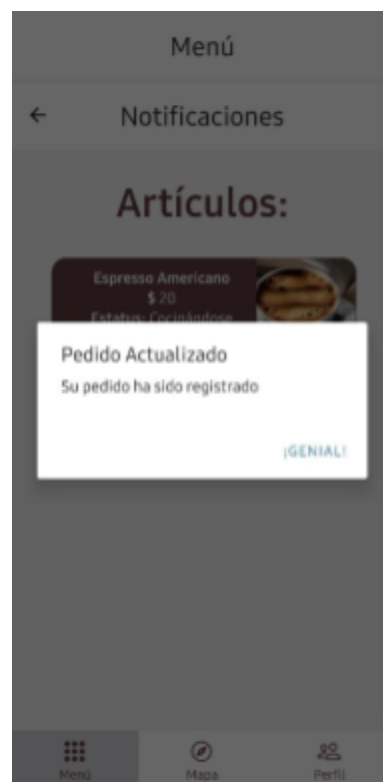 Menú
Notificaciones
Artículos:
Espresso Americano
$ 20
Estatus: Cocinándose
Pedido Actualizado
Su pedido ha sido registrado
¡GENIAL!
Menú
Mapa
Perfil